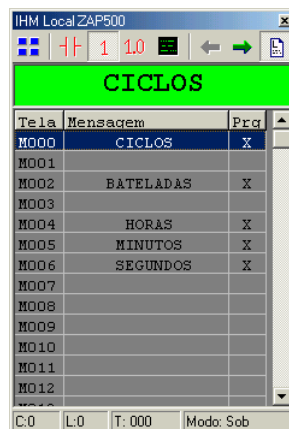 IHM Local ZAP500
1 1.0
CICLOS
Tela Mensagem Prg
M000 CICLOS X
M001
M002 BATELADAS X
M003
M004 HORAS X
M005 MINUTOS X
M006 SEGUNDOS X
M007
M008
M009
M010
M011
M012
C:0 L:0 T: 000 Modo: Sob